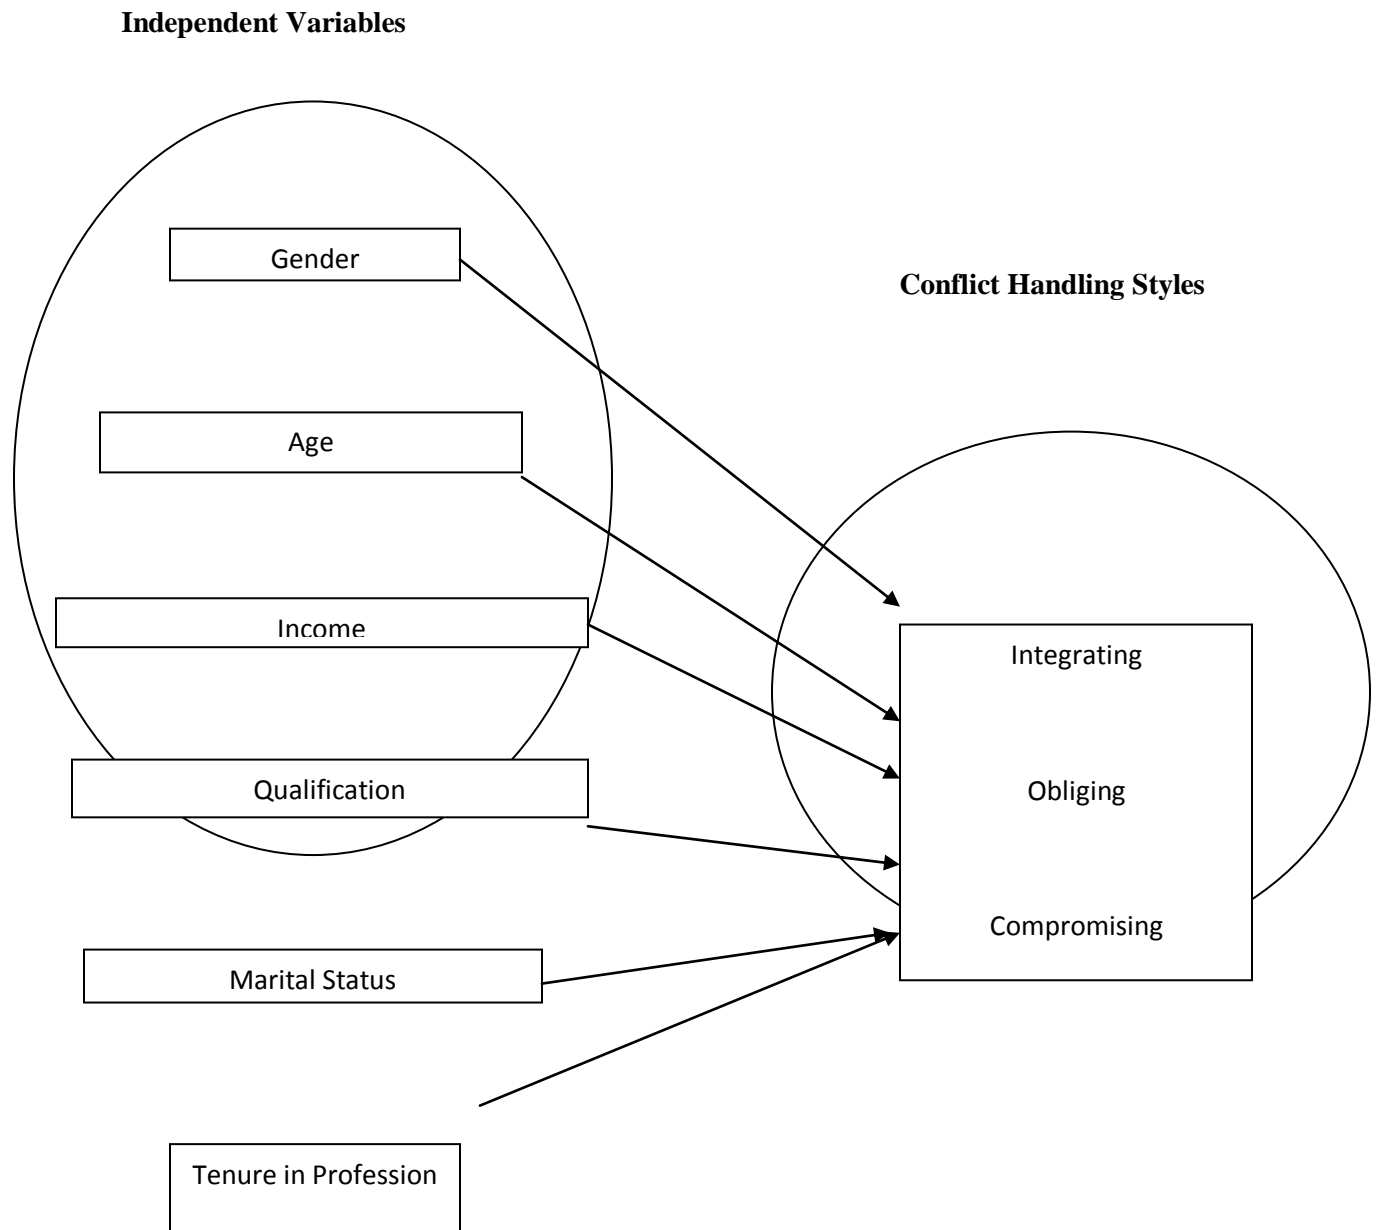 Independent Variables
Gender
Age
Income
Qualification
Marital Status
Tenure in Profession
Conflict Handling Styles
Integrating
Obliging
Compromising